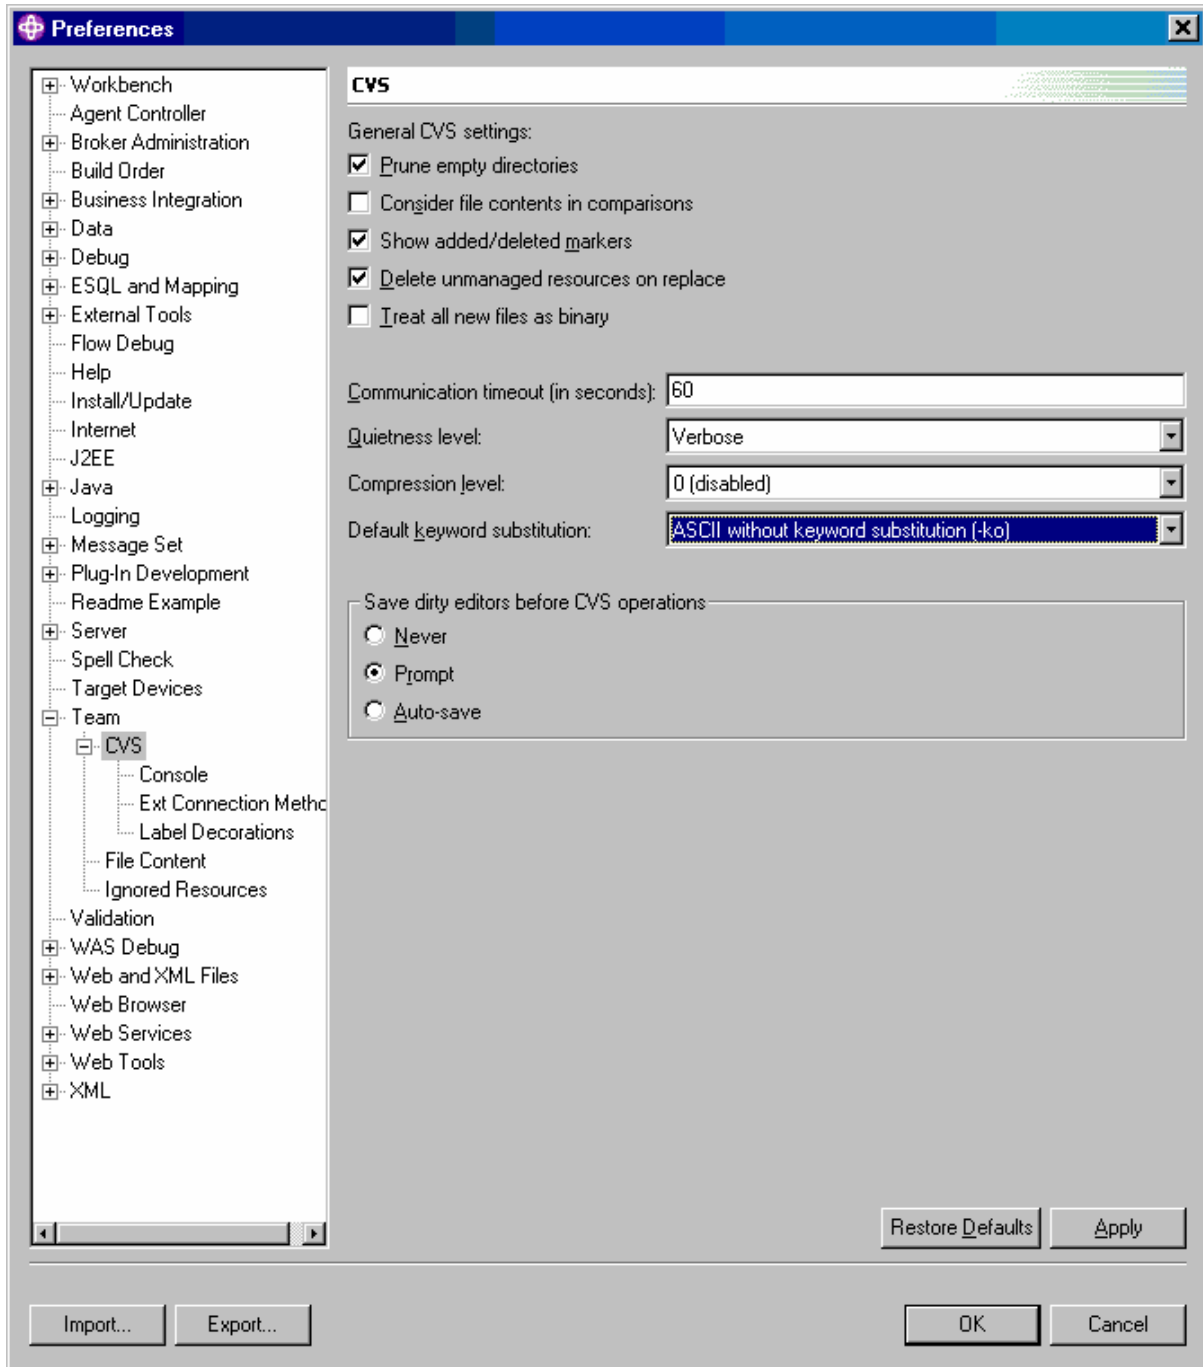 Preferences
Workbench
Agent Controller
Broker Administration
Build Order
Business Integration
Data
Debug
ESQL and Mapping
External Tools
Flow Debug
Help
Install/Update
Internet
J2EE
Java
Logging
Message Set
Plug-In Development
Readme Example
Server
Spell Check
Target Devices
Team
CVS
Console
Ext Connection Metho
Label Decorations
File Content
Ignored Resources
Validation
WAS Debug
Web and XML Files
Web Browser
Web Services
Web Tools
XML
CVS
General CVS settings:
Prune empty directories
Consider file contents in comparisons
Show added/deleted markers
Delete unmanaged resources on replace
Treat all new files as binary
Communication timeout (in seconds): 60
Quietness level: Verbose
Compression level: 0 (disabled)
Default keyword substitution: ASCII without keyword substitution (-ko)
Save dirty editors before CVS operations
Never
Prompt
Auto-save
Restore Defaults Apply
Import... Export... OK Cancel